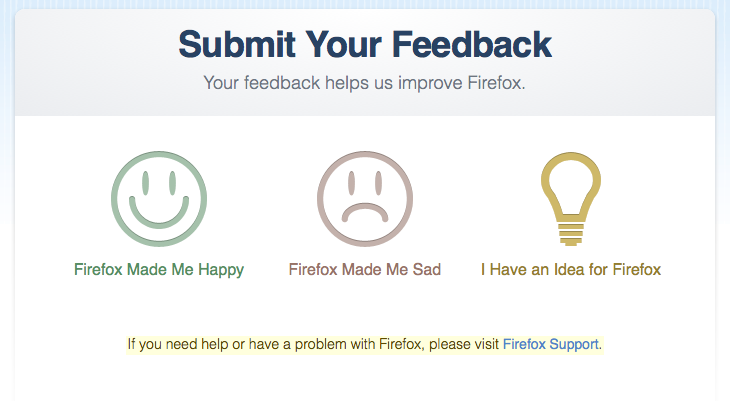 Submit Your Feedback
Your feedback helps us improve Firefox.
Firefox Made Me Happy
Firefox Made Me Sad
I Have an Idea for Firefox
If you need help or have a problem with Firefox, please visit Firefox Support.